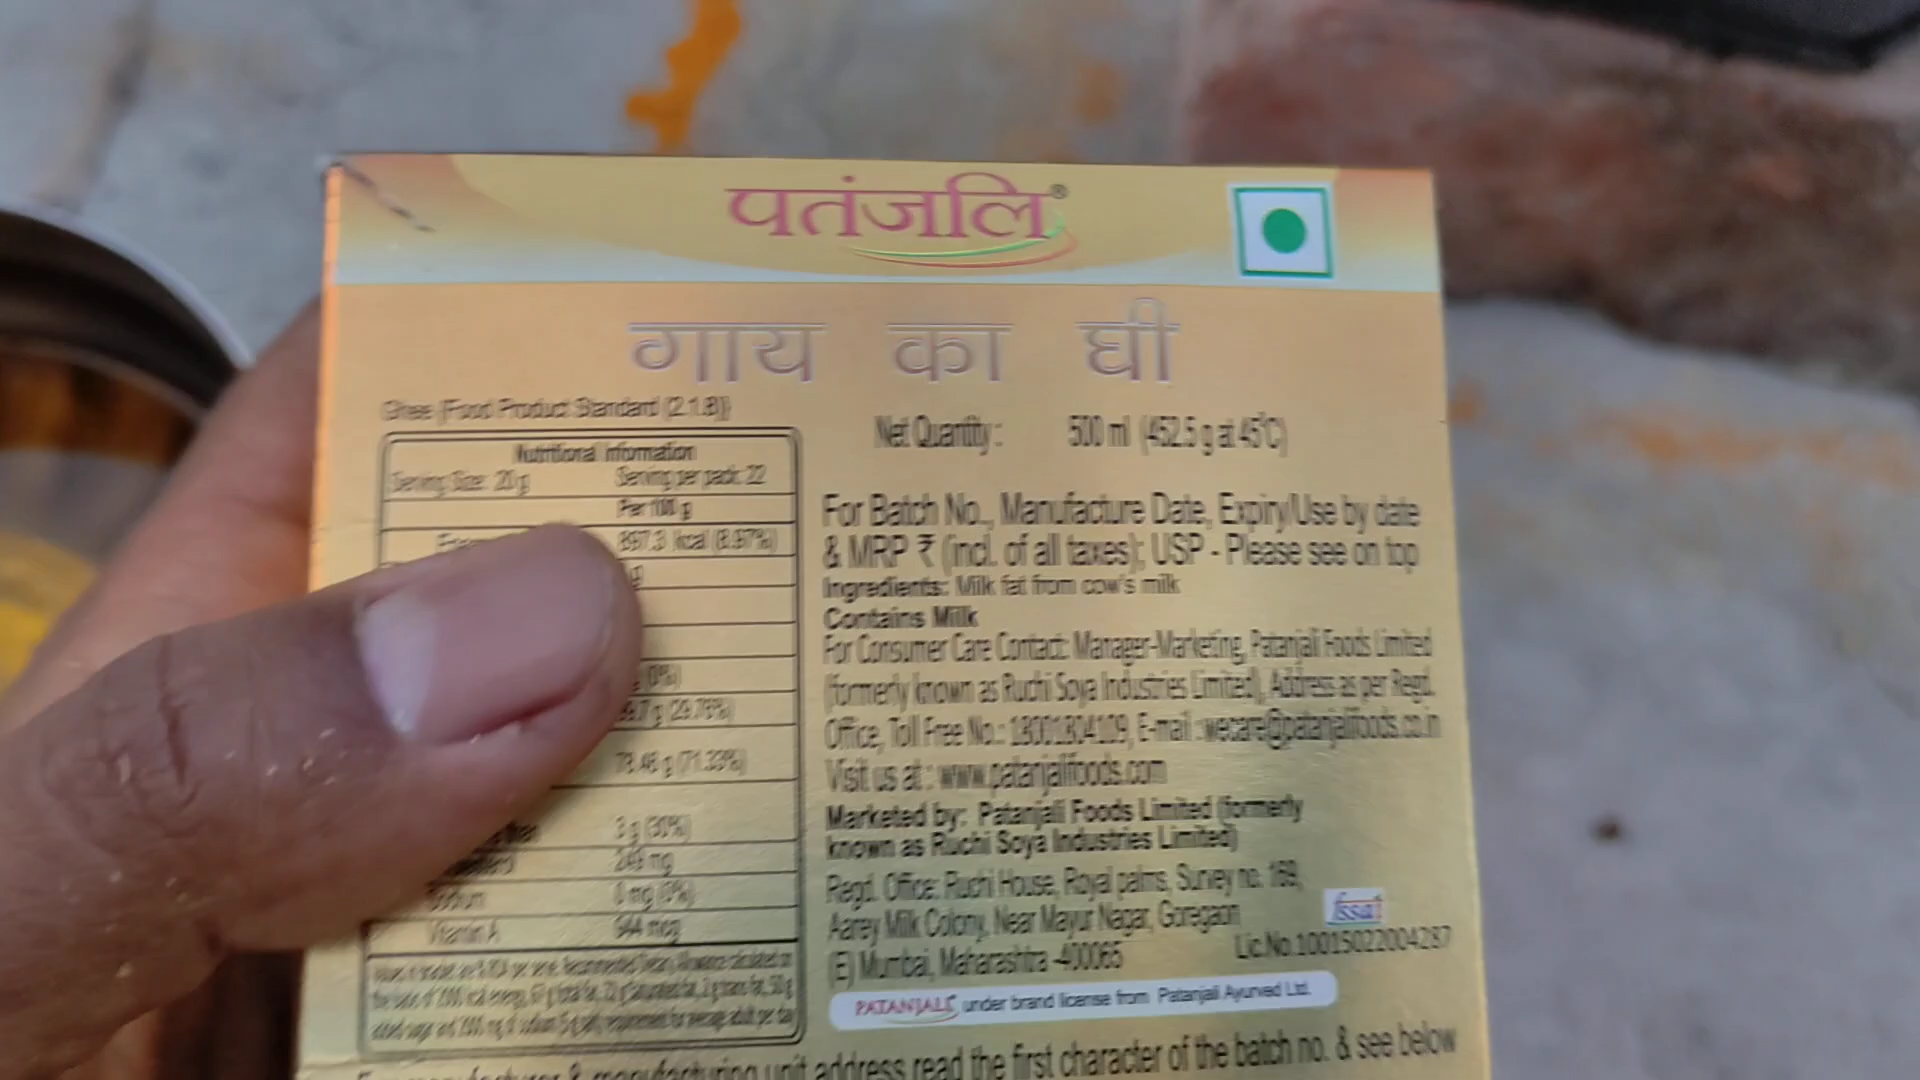 पतंजलि®
गाय का घी
Ghee {Food Product Standard (2.1.8)}
Nutritional Information
Serving Size: 20 g Serving per pack: 22
Per 100 g
897.3 kcal (8.97%)
g
(0%)
99.7 g (29.76%)
78.46 g (71.33%)
3 g (30%)
249 mg
Sodium 0 mg (0%)
Vitamin A 944 mcg
Net Quantity : 500 ml (452.5 g at 45°C)
For Batch No., Manufacture Date, Expiry/Use by date
& MRP ₹ (incl. of all taxes); USP - Please see on top
Ingredients: Milk fat from cow's milk
Contains Milk
For Consumer Care Contact: Manager-Marketing, Patanjali Foods Limited
(formerly known as Ruchi Soya Industries Limited), Address as per Regd.
Office, Toll Free No.: 18001804109, E-mail :wecare@patanjalifoods.co.in
Visit us at : www.patanjalifoods.com
Marketed by: Patanjali Foods Limited (formerly
known as Ruchi Soya Industries Limited)
Regd. Office: Ruchi House, Royal palms, Survey no. 169,
Aarey Milk Colony, Near Mayur Nagar, Goregaon
(E) Mumbai, Maharashtra -400065
fssai
Lic.No.10015022004287
PATANJALI under brand license from Patanjali Ayurved Ltd.
manufacturing unit address read the first character of the batch no. & see below